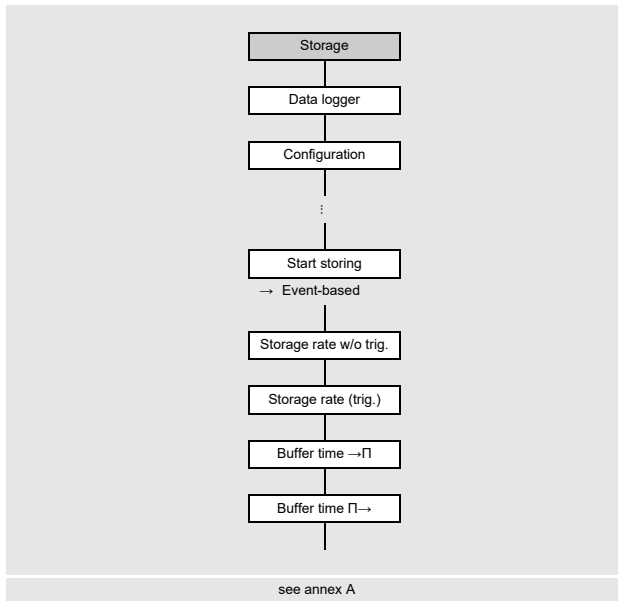 Storage
Data logger
Configuration
⋮
Start storing
→ Event-based
Storage rate w/o trig.
Storage rate (trig.)
Buffer time →Π
Buffer time Π→
see annex A